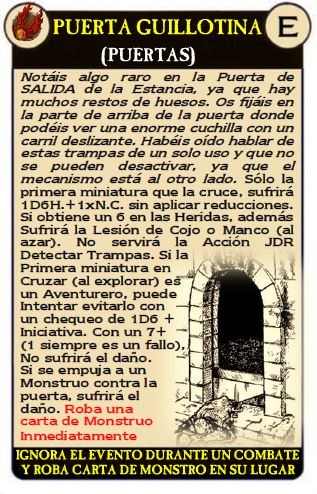 PUERTA GUILLOTINA
E
(PUERTAS)
Notáis algo raro en la Puerta de
SALIDA de la Estancia, ya que hay
muchos restos de huesos. Os fijáis en
la parte de arriba de la puerta donde
podéis ver una enorme cuchilla con un
carril deslizante. Habéis oído hablar de
estas trampas de un solo uso y que no
se pueden desactivar, ya que el
mecanismo está al otro lado. Sólo la
primera miniatura que la cruce, sufrirá
1D6H.+1xN.C. sin aplicar reducciones.
Si obtiene un 6 en las Heridas, además
Sufrirá la Lesión de Cojo o Manco (al
azar). No servirá la Acción JDR
Detectar Trampas. Si la
Primera miniatura en
Cruzar (al explorar) es
un Aventurero, puede
Intentar evitarlo con
un chequeo de 1D6 +
Iniciativa. Con un 7+
(1 siempre es un fallo),
No sufrirá el daño.
Si se empuja a un
Monstruo contra la
puerta, sufrirá el
daño. Roba una
carta de Monstruo
Inmediatamente
IGNORA EL EVENTO DURANTE UN COMBATE
Y ROBA CARTA DE MONSTRO EN SU LUGAR